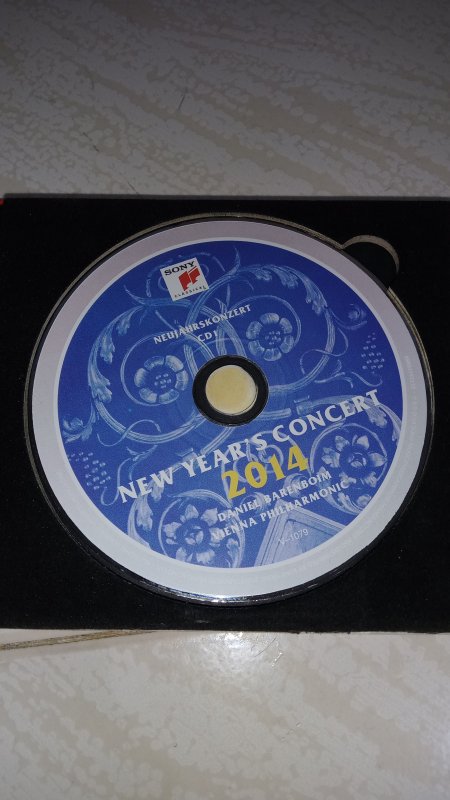 SONY
CLASSICAL
NEUJAHRSKONZERT
CD1
NEW YEAR'S CONCERT
2014
DANIEL BARENBOIM
VIENNA PHILHARMONIC